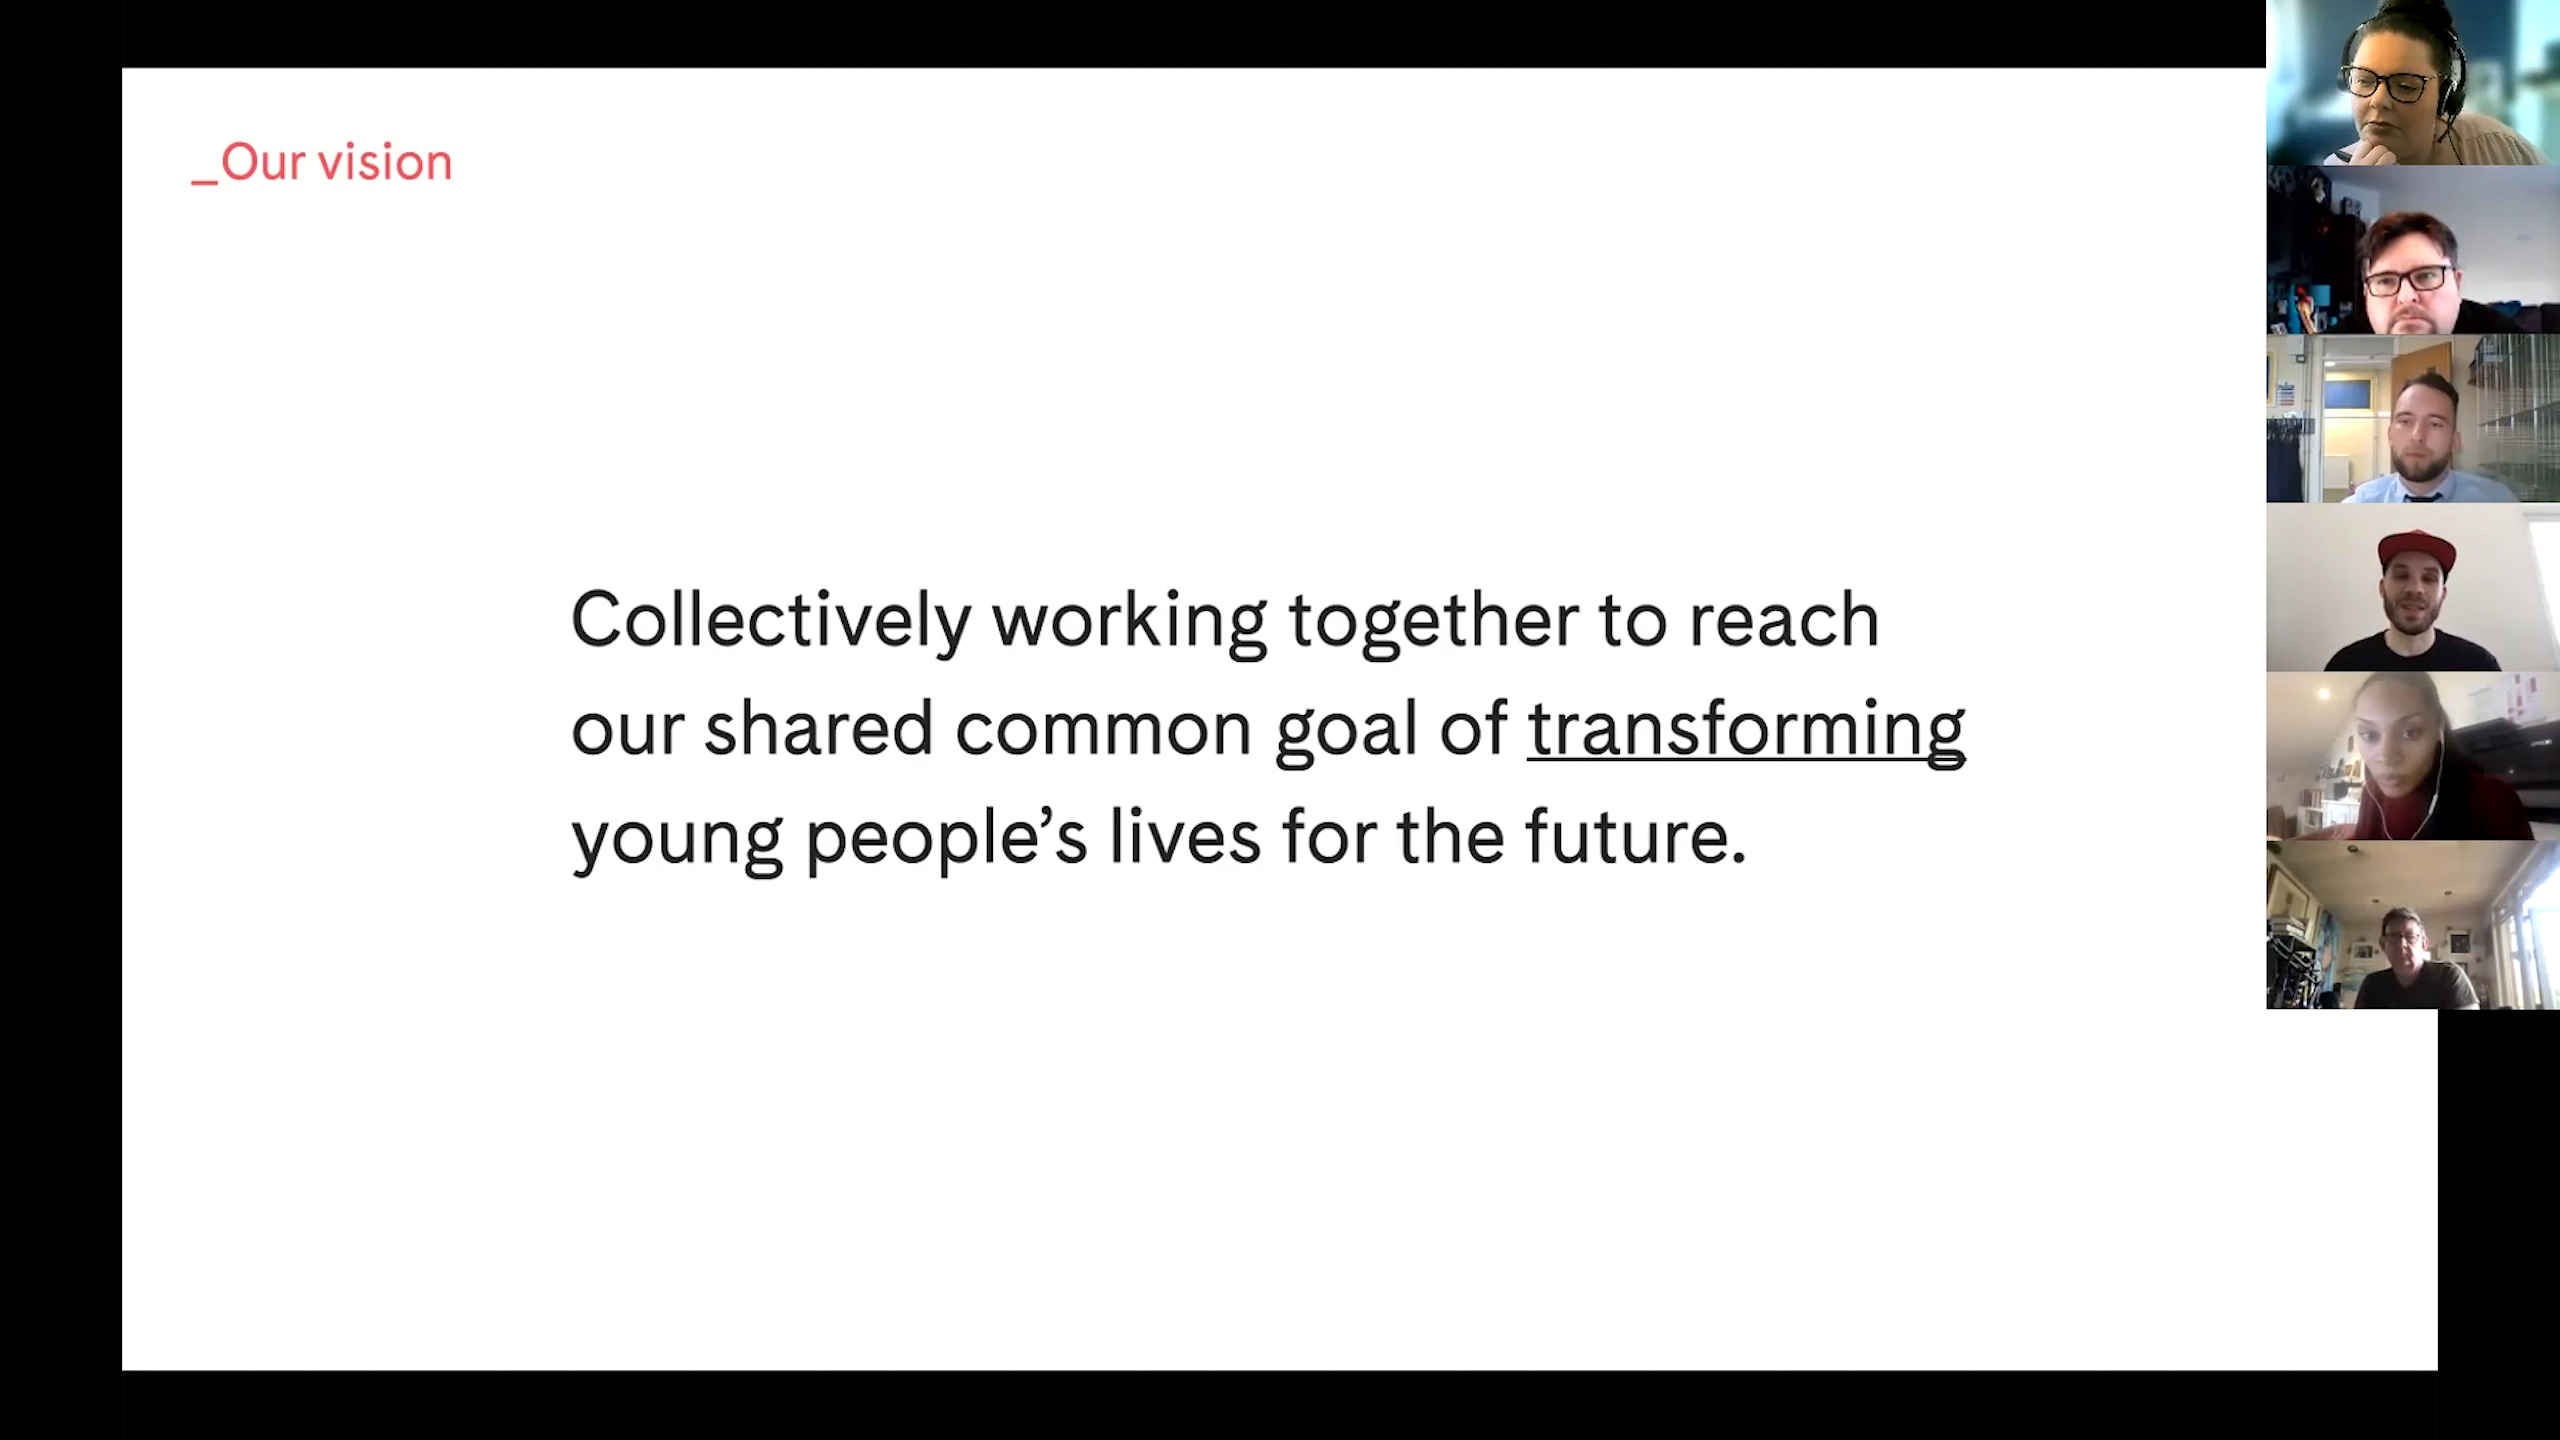 _Our vision
Collectively working together to reach
our shared common goal of transforming
young people’s lives for the future.